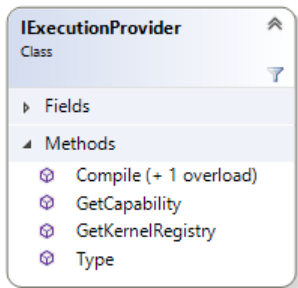 IExecutionProvider
Class
Fields
Methods
Compile (+ 1 overload)
GetCapability
GetKernelRegistry
Type